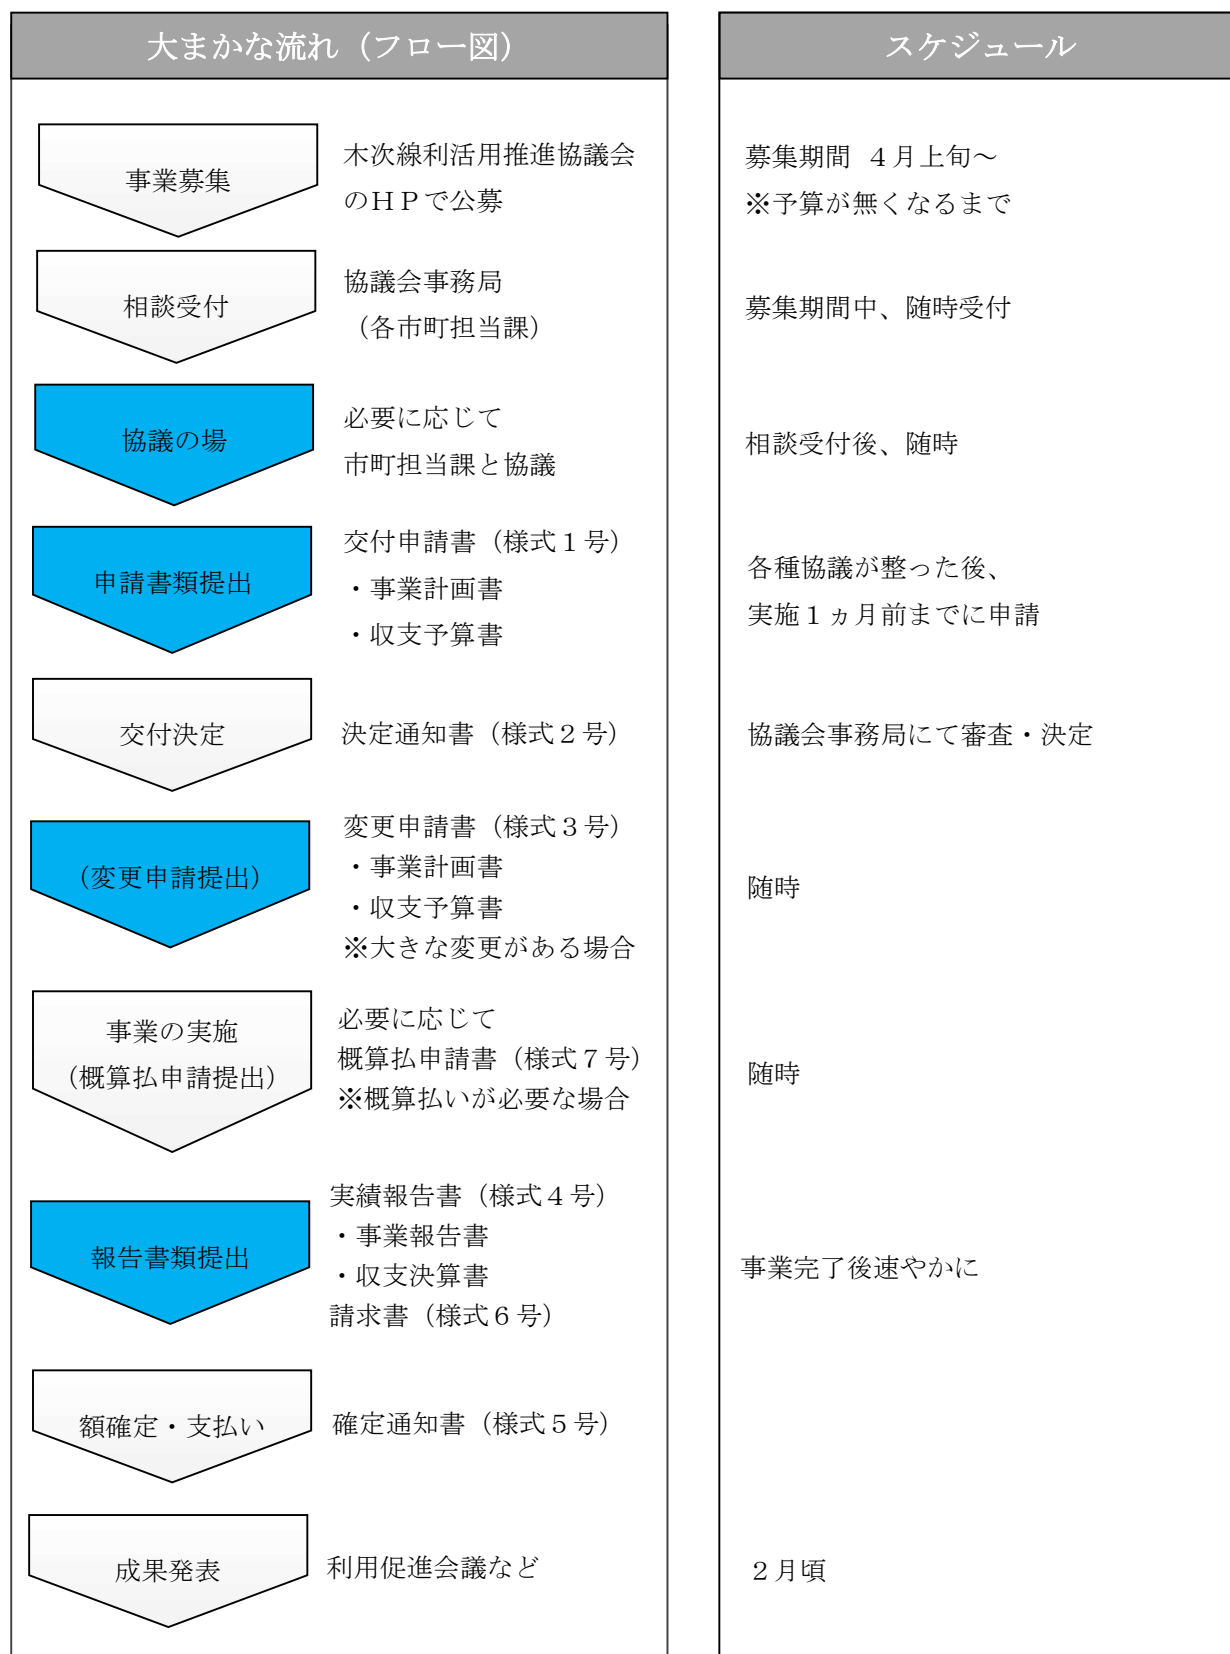 大まかな流れ（フロー図）
スケジュール
事業募集
木次線利活用推進協議会
のＨＰで公募
募集期間 ４月上旬～
※予算が無くなるまで
相談受付
協議会事務局
（各市町担当課）
募集期間中、随時受付
協議の場
必要に応じて
市町担当課と協議
相談受付後、随時
申請書類提出
交付申請書（様式１号）
・事業計画書
・収支予算書
各種協議が整った後、
実施１ヵ月前までに申請
交付決定
決定通知書（様式２号）
協議会事務局にて審査・決定
（変更申請提出）
変更申請書（様式３号）
・事業計画書
・収支予算書
※大きな変更がある場合
随時
事業の実施
（概算払申請提出）
必要に応じて
概算払申請書（様式７号）
※概算払いが必要な場合
随時
報告書類提出
実績報告書（様式４号）
・事業報告書
・収支決算書
請求書（様式６号）
事業完了後速やかに
額確定・支払い
確定通知書（様式５号）
成果発表
利用促進会議など
２月頃